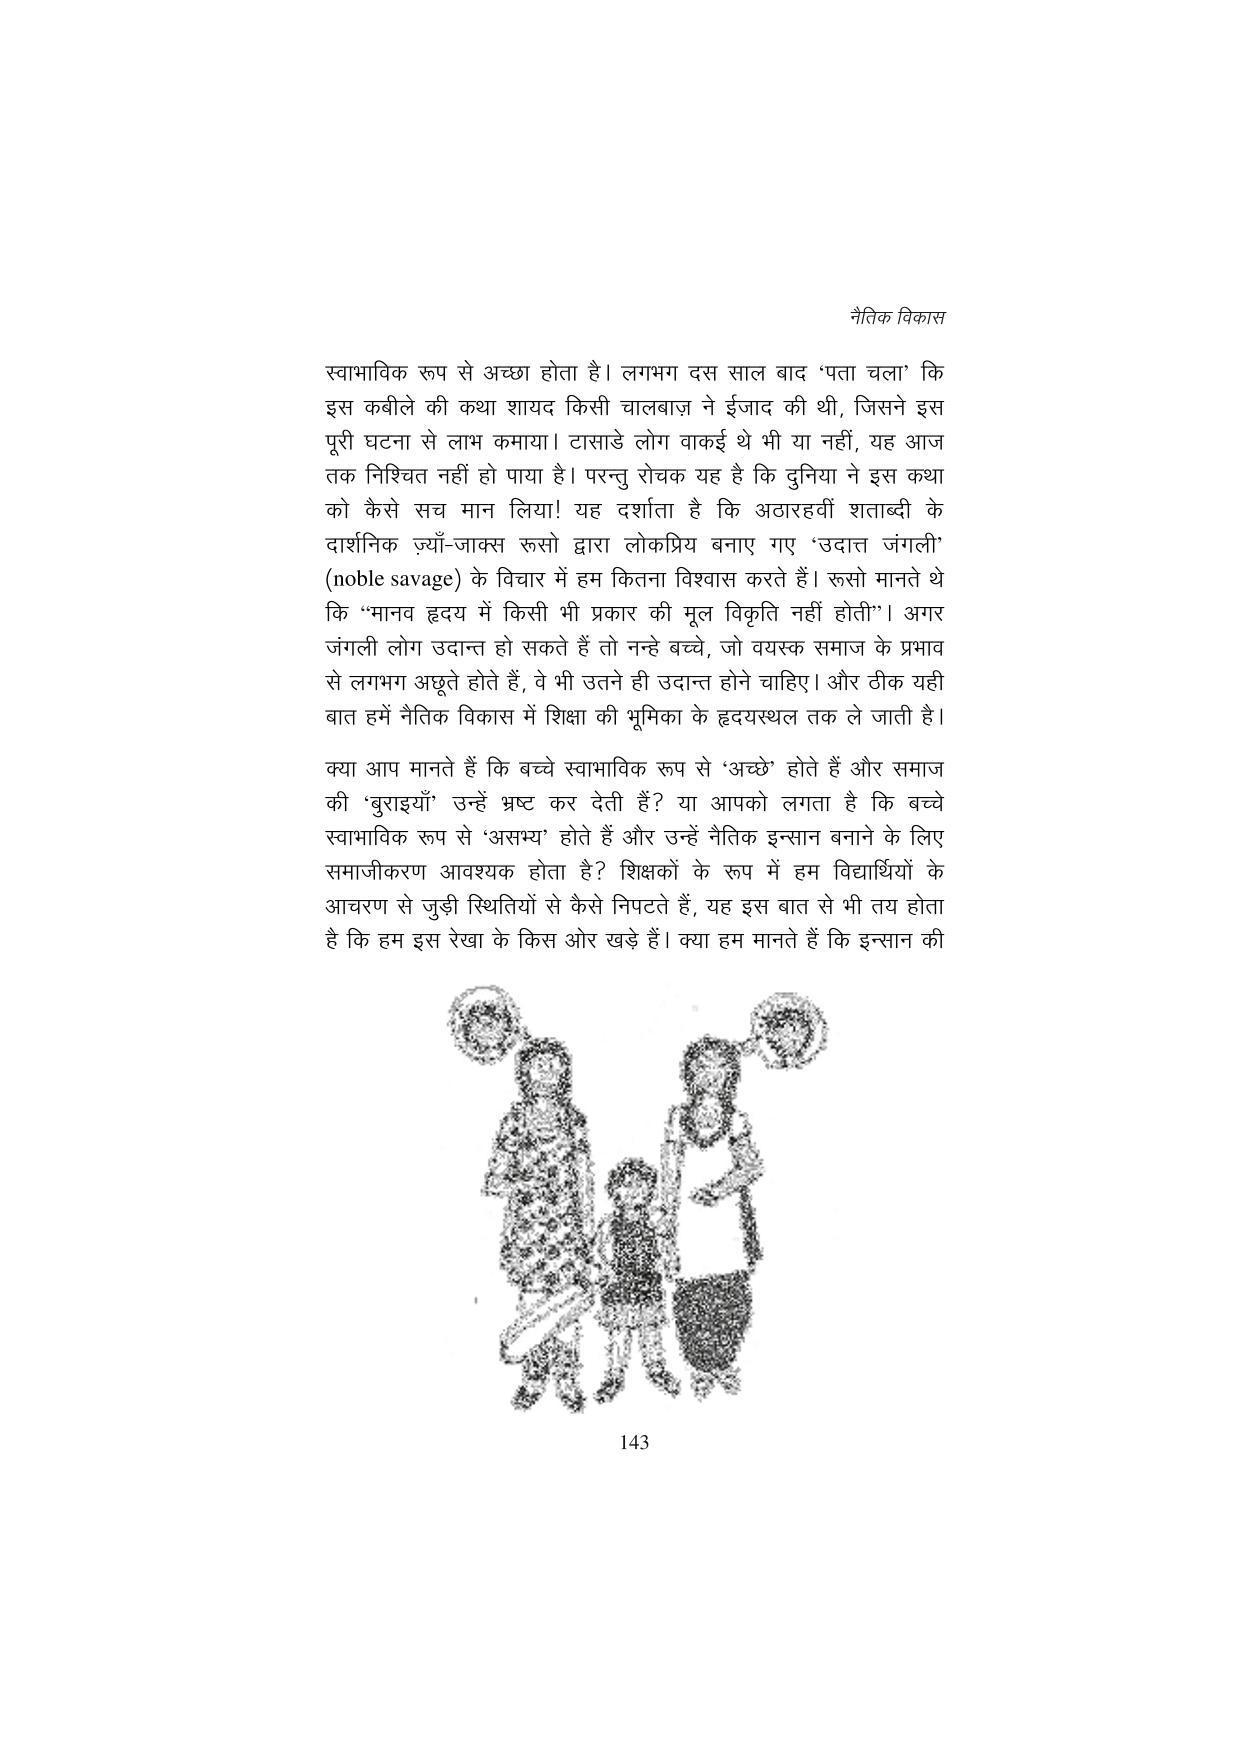 नैतिक विकास
स्वाभाविक रूप से अच्छा होता है। लगभग दस साल बाद ‘पता चला’ कि
इस कबीले की कथा शायद किसी चालबाज़ ने ईजाद की थी, जिसने इस
पूरी घटना से लाभ कमाया। टासाडे लोग वाकई थे भी या नहीं, यह आज
तक निश्चित नहीं हो पाया है। परन्तु रोचक यह है कि दुनिया ने इस कथा
को कैसे सच मान लिया! यह दर्शाता है कि अठारहवीं शताब्दी के
दार्शनिक ज़्याँ-जाक्स रूसो द्वारा लोकप्रिय बनाए गए ‘उदात्त जंगली’
(noble savage) के विचार में हम कितना विश्वास करते हैं। रूसो मानते थे
कि “मानव हृदय में किसी भी प्रकार की मूल विकृति नहीं होती”। अगर
जंगली लोग उदान्त हो सकते हैं तो नन्हे बच्चे, जो वयस्क समाज के प्रभाव
से लगभग अछूते होते हैं, वे भी उतने ही उदान्त होने चाहिए। और ठीक यही
बात हमें नैतिक विकास में शिक्षा की भूमिका के हृदयस्थल तक ले जाती है।
क्या आप मानते हैं कि बच्चे स्वाभाविक रूप से ‘अच्छे’ होते हैं और समाज
की ‘बुराइयाँ’ उन्हें भ्रष्ट कर देती हैं? या आपको लगता है कि बच्चे
स्वाभाविक रूप से ‘असभ्य’ होते हैं और उन्हें नैतिक इन्सान बनाने के लिए
समाजीकरण आवश्यक होता है? शिक्षकों के रूप में हम विद्यार्थियों के
आचरण से जुड़ी स्थितियों से कैसे निपटते हैं, यह इस बात से भी तय होता
है कि हम इस रेखा के किस ओर खड़े हैं। क्या हम मानते हैं कि इन्सान की
143